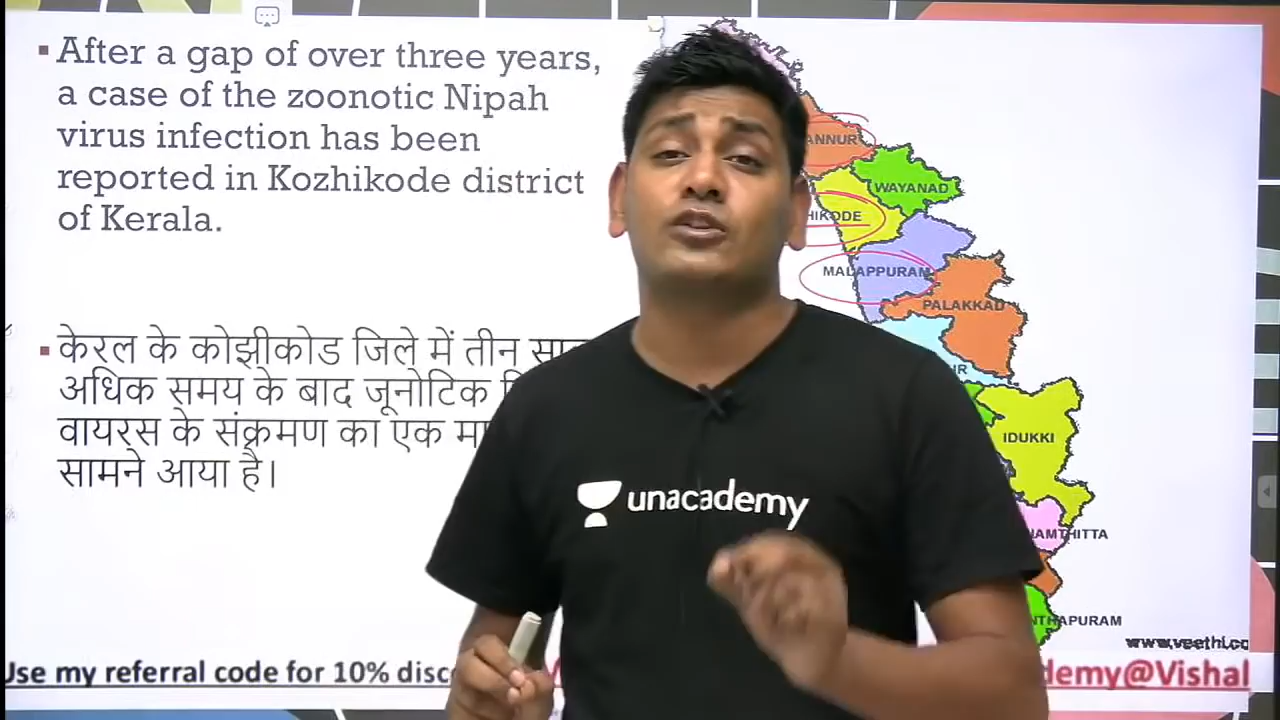 After a gap of over three years,
a case of the zoonotic Nipah
virus infection has been
reported in Kozhikode district
of Kerala.
केरल के कोझीकोड जिले में तीन
अधिक समय के बाद जूनोटिक
वायरस के संक्रमण का एक
सामने आया है।
WAYANAD
MALAPPURAM
PALAKKAD
IDUKKI
unacademy
www.veethi.co
Use my referral code for 10%
demy@Vishal